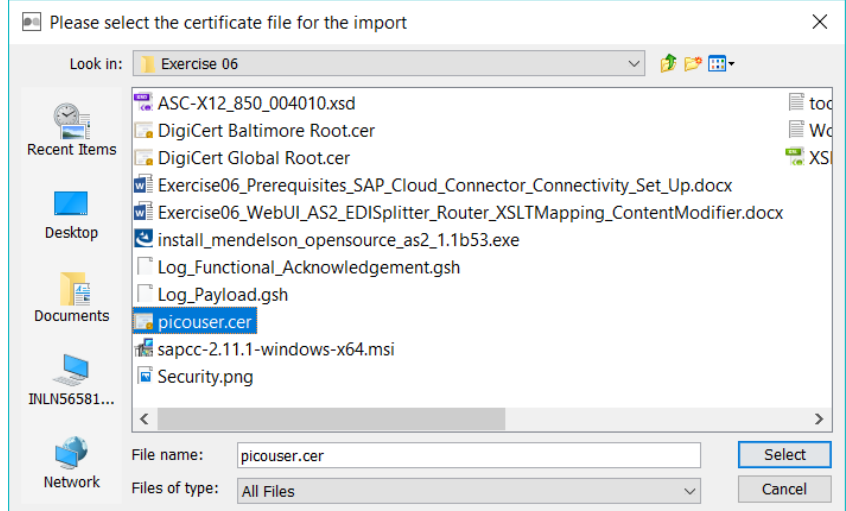 Please select the certificate file for the import
Look in: Exercise 06
Recent Items
Desktop
Documents
INLN56581...
Network
ASC-X12_850_004010.xsd
DigiCert Baltimore Root.cer
DigiCert Global Root.cer
Exercise06_Prerequisites_SAP_Cloud_Connector_Connectivity_Set_Up.docx
Exercise06_WebUI_AS2_EDISplitter_Router_XSLTMapping_ContentModifier.docx
install_mendelson_opensource_as2_1.1b53.exe
Log_Functional_Acknowledgement.gsh
Log_Payload.gsh
picouser.cer
sapcc-2.11.1-windows-x64.msi
Security.png
File name: picouser.cer Select
Files of type: All Files Cancel